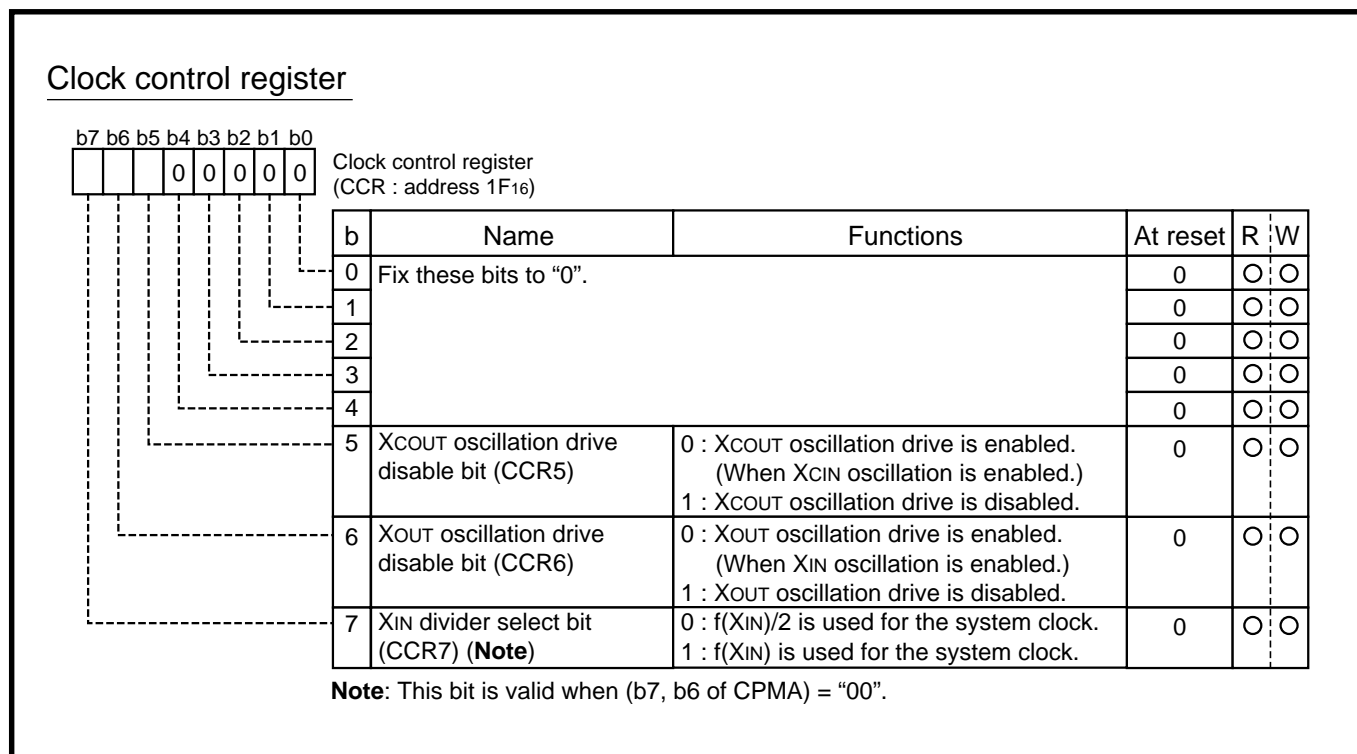 Clock control register
b7 b6 b5 b4 b3 b2 b1 b0
0 0 0 0 0
Clock control register
(CCR : address 1F16)
b Name Functions At reset R W
0 Fix these bits to “0”. 0 O O
1 0 O O
2 0 O O
3 0 O O
4 0 O O
5 XCOUT oscillation drive 0 : XCOUT oscillation drive is enabled. 0 O O
disable bit (CCR5) (When XCIN oscillation is enabled.)
1 : XCOUT oscillation drive is disabled.
6 XOUT oscillation drive 0 : XOUT oscillation drive is enabled. 0 O O
disable bit (CCR6) (When XIN oscillation is enabled.)
1 : XOUT oscillation drive is disabled.
7 XIN divider select bit 0 : f(XIN)/2 is used for the system clock. 0 O O
(CCR7) (Note) 1 : f(XIN) is used for the system clock.
Note: This bit is valid when (b7, b6 of CPMA) = “00”.